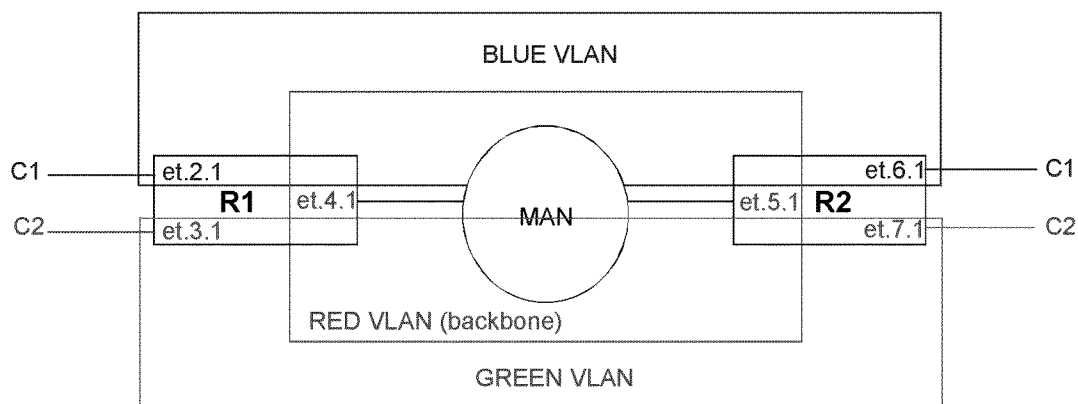 BLUE VLAN
C1
et.2.1
et.6.1
C1
R1
et.4.1
et.5.1
R2
C2
et.3.1
MAN
et.7.1
C2
RED VLAN (backbone)
GREEN VLAN